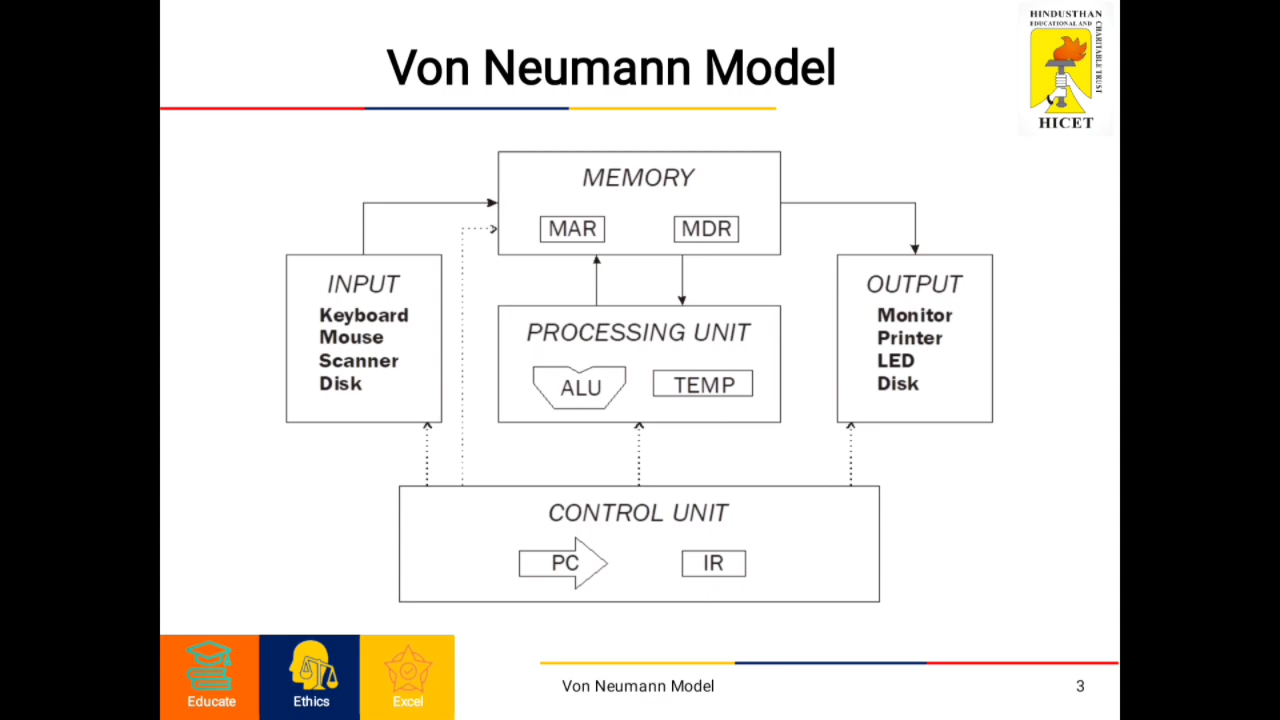 HINDUSTHAN
EDUCATIONAL AND
CHARITABLE TRUST
HICET
Von Neumann Model
MEMORY
MAR
MDR
INPUT
Keyboard
Mouse
Scanner
Disk
PROCESSING UNIT
ALU
TEMP
OUTPUT
Monitor
Printer
LED
Disk
CONTROL UNIT
PC
IR
Educate
Ethics
Excel
Von Neumann Model
3